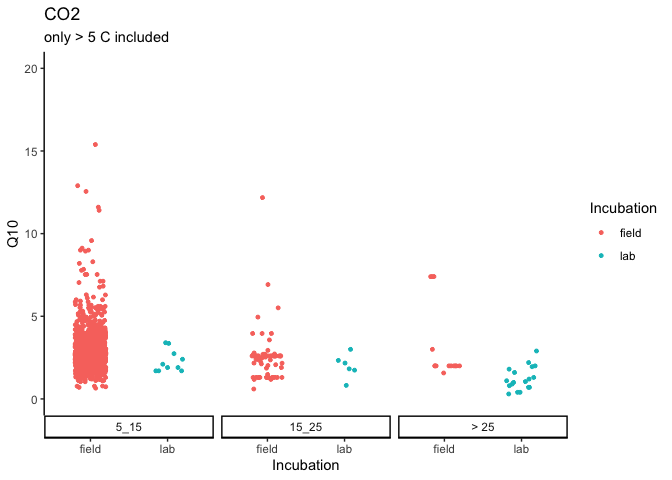 CO2
only > 5 C included
20
15
10
5
0
Q10
5_15
15_25
> 25
field
lab
field
lab
field
lab
Incubation
Incubation
field
lab